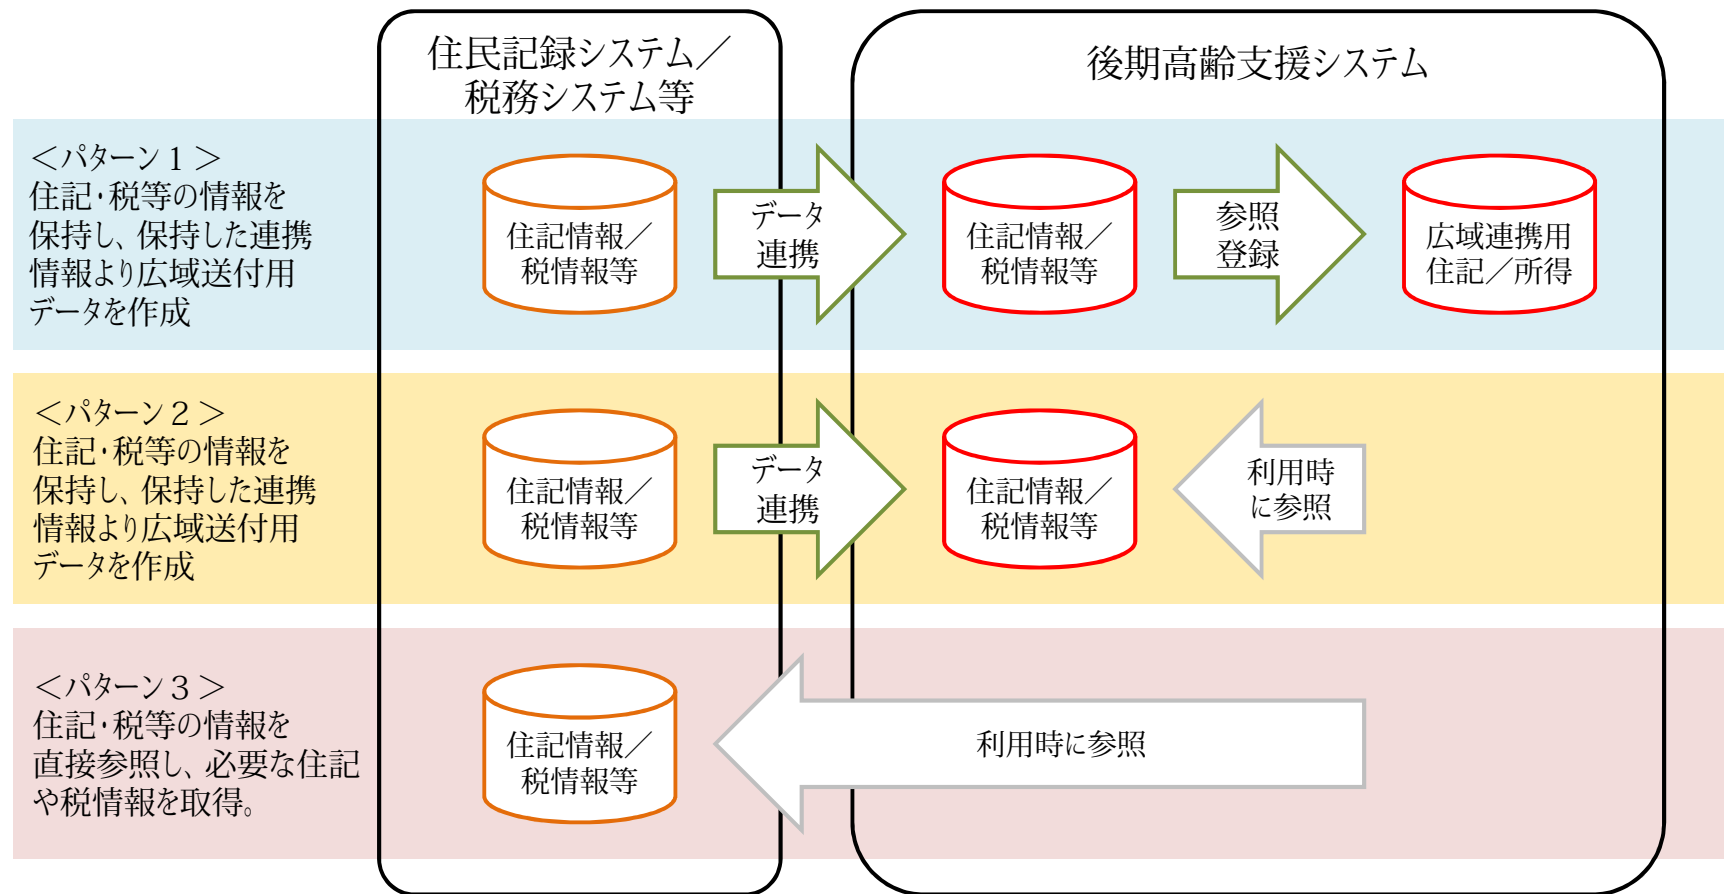 住民記録システム／
税務システム等
後期高齢支援システム
＜パターン１＞
住記・税等の情報を
保持し、保持した連携
情報より広域送付用
データを作成
住記情報／
税情報等
データ
連携
住記情報／
税情報等
参照
登録
広域連携用
住記／所得
＜パターン２＞
住記・税等の情報を
保持し、保持した連携
情報より広域送付用
データを作成
住記情報／
税情報等
データ
連携
住記情報／
税情報等
利用時
に参照
＜パターン３＞
住記・税等の情報を
直接参照し、必要な住記
や税情報を取得。
住記情報／
税情報等
利用時に参照